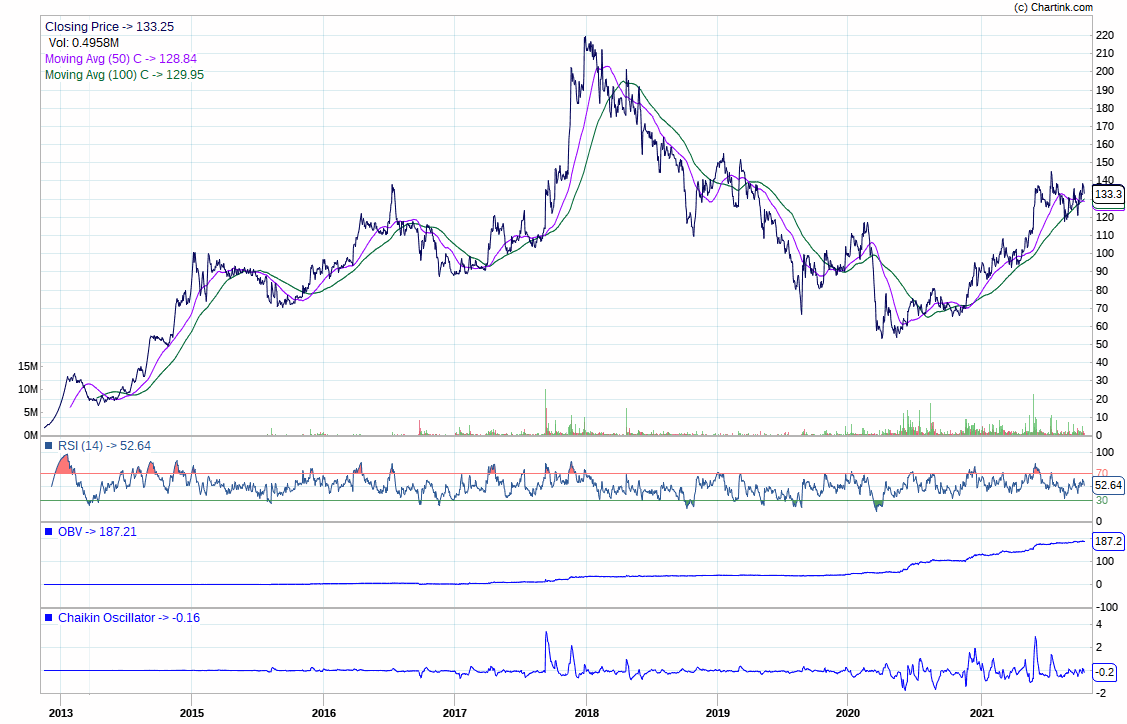 (c) Chartink.com
Closing Price -> 133.25
Vol: 0.4958M
Moving Avg (50) C -> 128.84
Moving Avg (100) C -> 129.95
220
210
200
190
180
170
160
150
140
133.3
120
110
100
90
80
70
60
50
40
30
20
10
0
15M
10M
5M
0M
RSI (14) -> 52.64
100
70
52.64
30
0
OBV -> 187.21
187.2
100
0
-100
Chaikin Oscillator -> -0.16
4
2
-0.2
-2
2013 2015 2016 2017 2018 2019 2020 2021